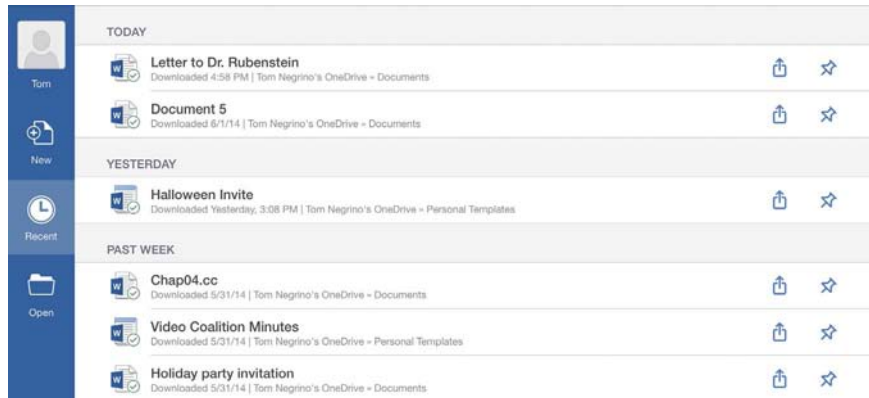 TODAY
Letter to Dr. Rubenstein
Downloaded 4:58 PM | Tom Negrino's OneDrive » Documents
Tom
Document 5
Downloaded 6/1/14 | Tom Negrino's OneDrive » Documents
New
YESTERDAY
Halloween Invite
Downloaded Yesterday, 3:08 PM | Tom Negrino's OneDrive » Personal Templates
Recent
PAST WEEK
Chap04.cc
Downloaded 5/31/14 | Tom Negrino's OneDrive » Documents
Open
Video Coalition Minutes
Downloaded 5/31/14 | Tom Negrino's OneDrive » Personal Templates
Holiday party invitation
Downloaded 5/31/14 | Tom Negrino's OneDrive » Documents